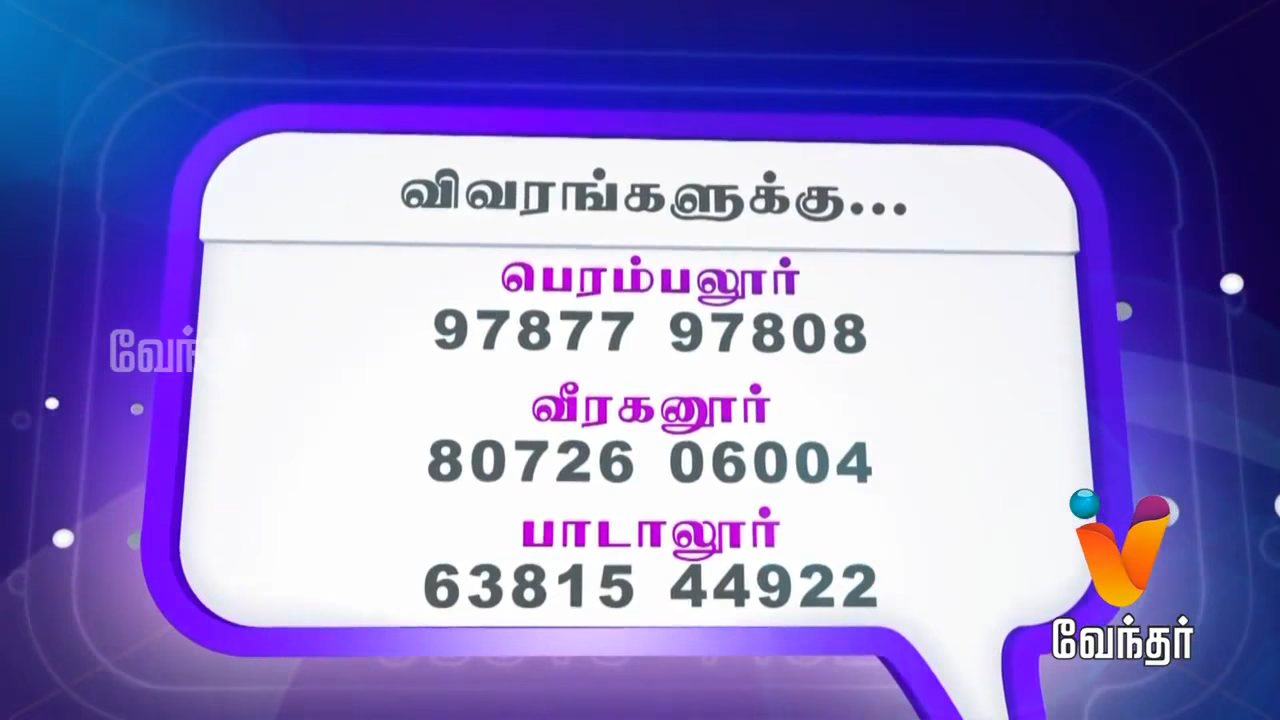 விவரங்களுக்கு...
பெரம்பலூர்
97877 97808
வீரகனூர்
80726 06004
பாடாலூர்
63815 44922
வேந்தர்